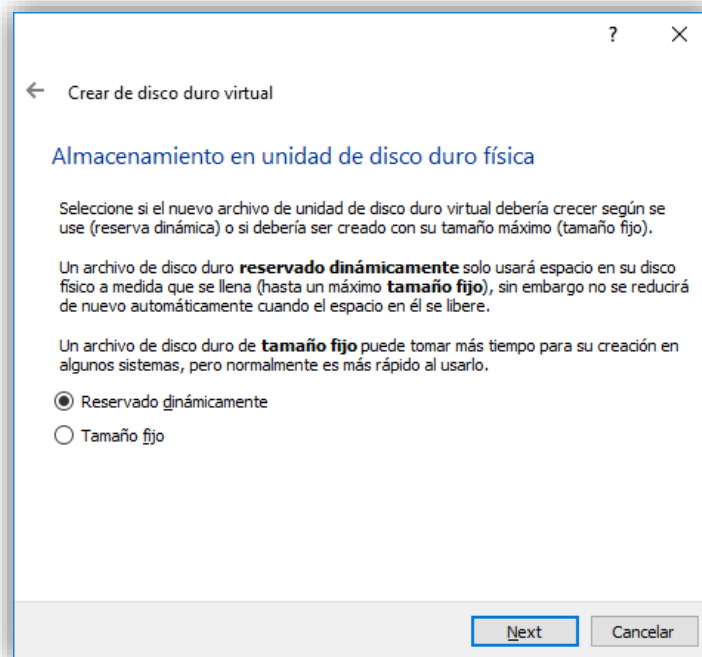 ?
Crear de disco duro virtual
Almacenamiento en unidad de disco duro física
Seleccione si el nuevo archivo de unidad de disco duro virtual debería crecer según se
use (reserva dinámica) o si debería ser creado con su tamaño máximo (tamaño fijo).
Un archivo de disco duro reservado dinámicamente solo usará espacio en su disco
físico a medida que se llena (hasta un máximo tamaño fijo), sin embargo no se reducirá
de nuevo automáticamente cuando el espacio en él se libere.
Un archivo de disco duro de tamaño fijo puede tomar más tiempo para su creación en
algunos sistemas, pero normalmente es más rápido al usarlo.
Reservado dinámicamente
Tamaño fijo
Next Cancelar